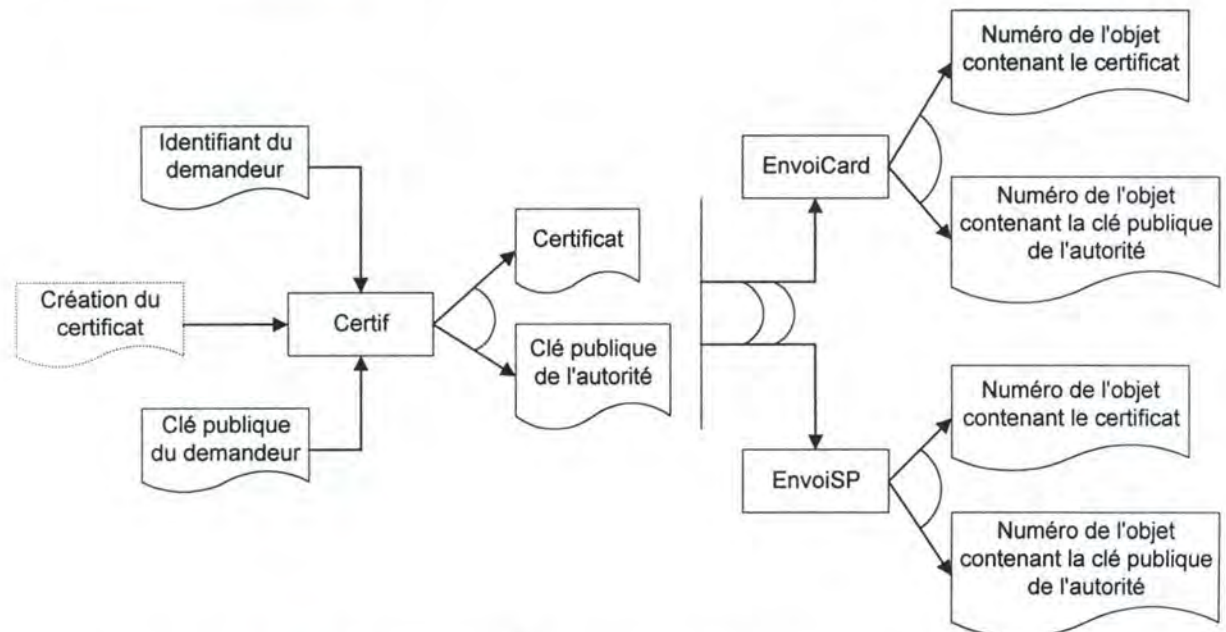 Identifiant du
demandeur
Création du
certificat
Certif
Clé publique
du demandeur
Certificat
Clé publique
de l'autorité
EnvoiCard
Numéro de l'objet
contenant le certificat
Numéro de l'objet
contenant la clé publique
de l'autorité
EnvoiSP
Numéro de l'objet
contenant le certificat
Numéro de l'objet
contenant la clé publique
de l'autorité